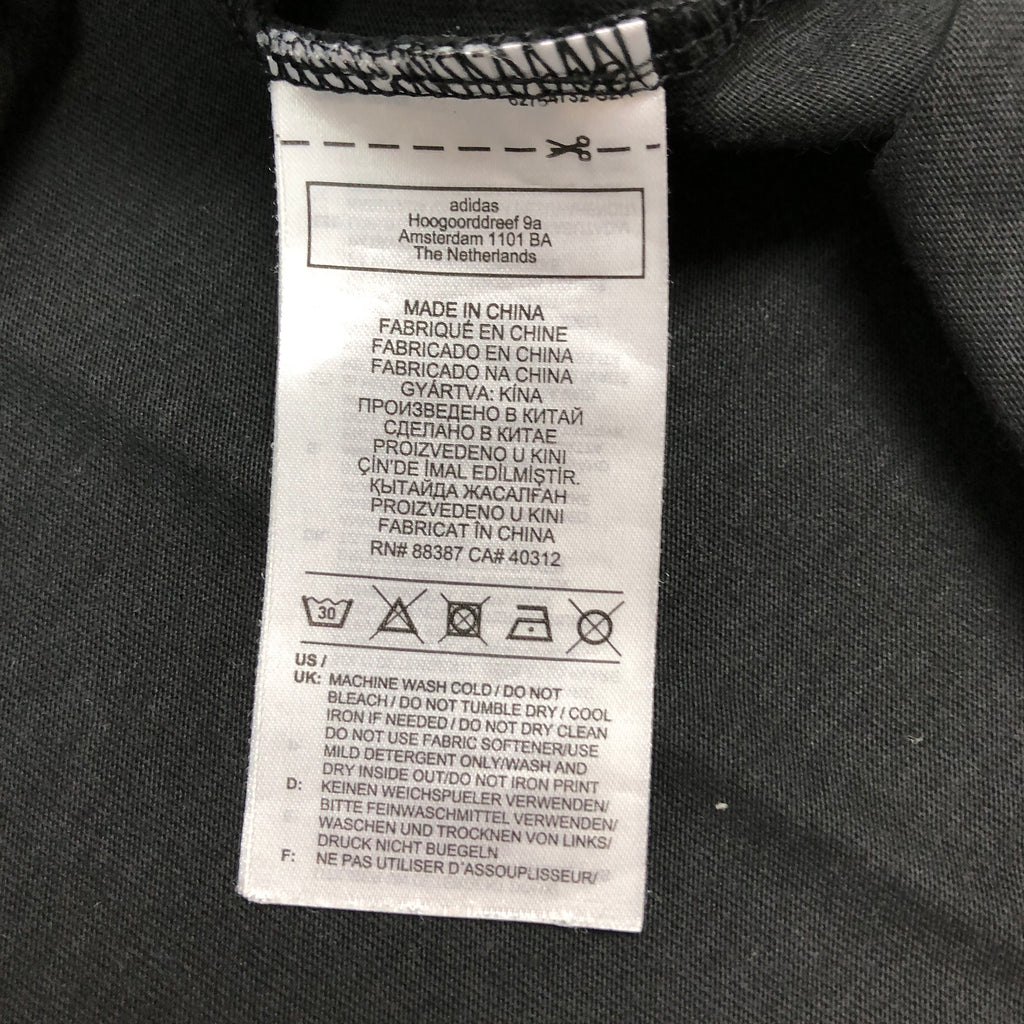 adidas
Hoogoorddreef 9a
Amsterdam 1101 BA
The Netherlands
MADE IN CHINA
FABRIQUÉ EN CHINE
FABRICADO EN CHINA
FABRICADO NA CHINA
GYÁRTVA: KÍNA
ПРОИЗВЕДЕНО В КИТАЙ
СДЕЛАНО В КИТАЕ
PROIZVEDENO U KINI
ÇİN'DE İMAL EDİLMİŞTİR.
ҚЫТАЙДА ЖАСАЛҒАН
PROIZVEDENO U KINI
FABRICAT ÎN CHINA
RN# 88387 CA# 40312
30
US /
UK: MACHINE WASH COLD / DO NOT
BLEACH / DO NOT TUMBLE DRY / COOL
IRON IF NEEDED / DO NOT DRY CLEAN
DO NOT USE FABRIC SOFTENER/USE
MILD DETERGENT ONLY/WASH AND
DRY INSIDE OUT/DO NOT IRON PRINT
D: KEINEN WEICHSPUELER VERWENDEN/
BITTE FEINWASCHMITTEL VERWENDEN/
WASCHEN UND TROCKNEN VON LINKS/
DRUCK NICHT BUEGELN
F: NE PAS UTILISER D'ASSOUPLISSEUR/